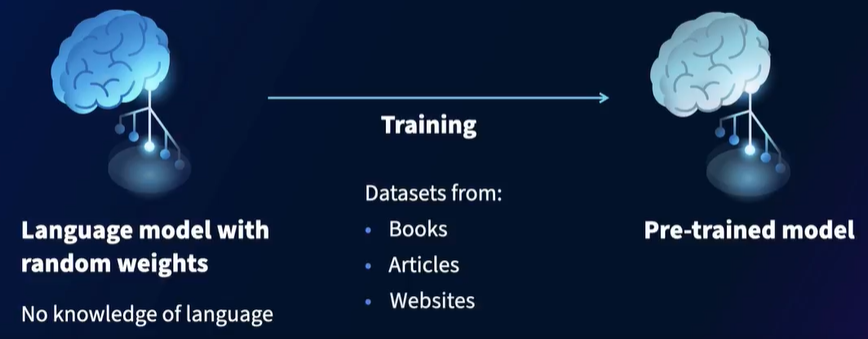 Training
Datasets from:
• Books
• Articles
• Websites
Language model with
random weights
No knowledge of language
Pre-trained model